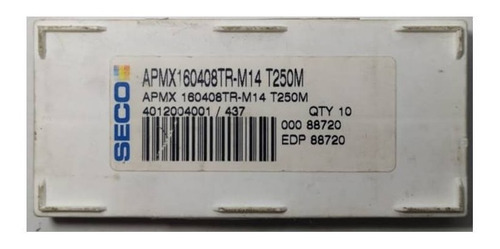 SECO
APMX160408TR-M14 T250M
APMX 160408TR-M14 T250M
4012004001 / 437 QTY 10
000 88720
EDP 88720